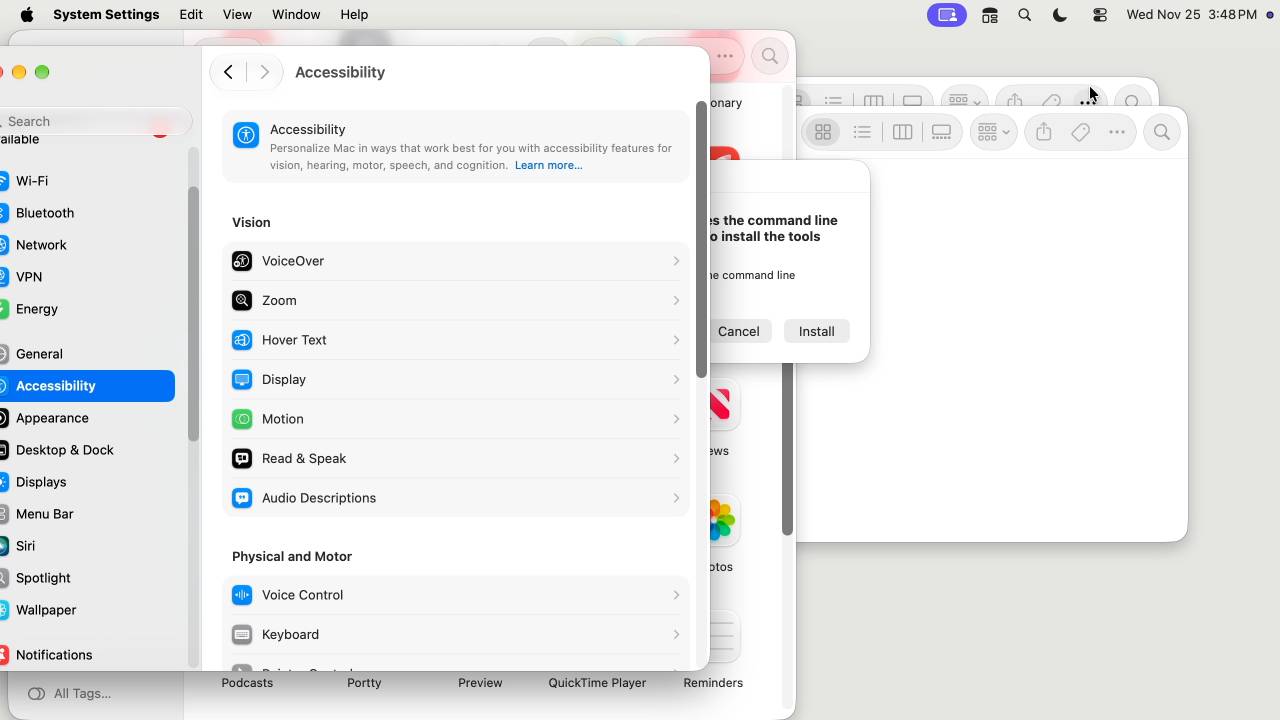 System Settings Edit View Window Help Wed Nov 25 3:48 PM
Accessibility
Search
Wi-Fi
Bluetooth
Network
VPN
Energy
General
Accessibility
Appearance
Desktop & Dock
Displays
Menu Bar
Siri
Spotlight
Wallpaper
Notifications
All Tags...
Accessibility
Personalize Mac in ways that work best for you with accessibility features for
vision, hearing, motor, speech, and cognition. Learn more...
Vision
VoiceOver
Zoom
Hover Text
Display
Motion
Read & Speak
Audio Descriptions
Physical and Motor
Voice Control
Keyboard
onary
es the command line
o install the tools
he command line
Cancel Install
ews
otos
Podcasts Portty Preview QuickTime Player Reminders